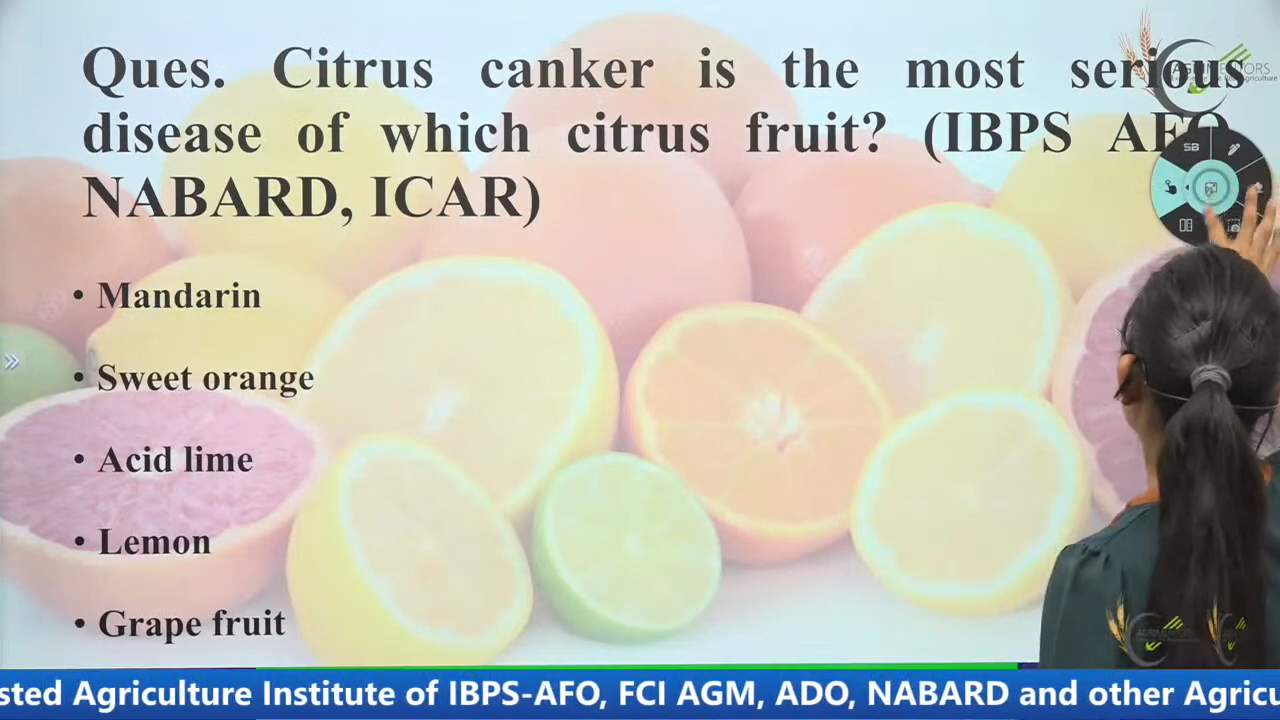 Ques. Citrus canker is the most serious
disease of which citrus fruit? (IBPS AFO,
NABARD, ICAR)
• Mandarin
• Sweet orange
• Acid lime
• Lemon
• Grape fruit
SB
sted Agriculture Institute of IBPS-AFO, FCI AGM, ADO, NABARD and other Agricu